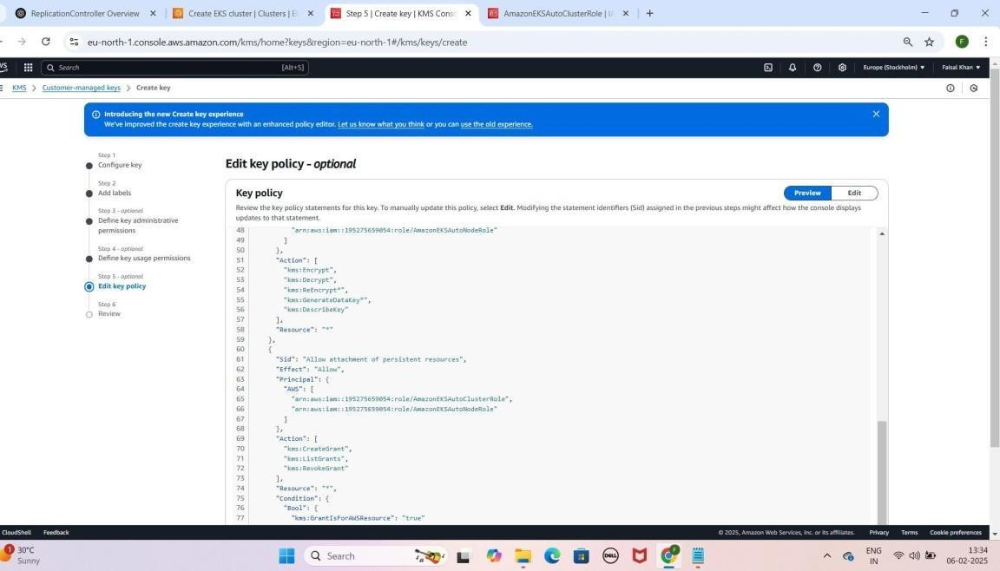 ReplicationController Overview
Create EKS cluster | Clusters | E
Step 5 | Create key | KMS Cons
AmazonEKSAutoClusterRole | IA
eu-north-1.console.aws.amazon.com/kms/home?keys&region=eu-north-1#/kms/keys/create
F
Search
[Alt+S]
Europe (Stockholm)
Faisal Khan
KMS > Customer-managed keys > Create key
Introducing the new Create key experience
We've improved the create key experience with an enhanced policy editor. Let us know what you think or you can use the old experience.
Step 1
Configure key
Step 2
Add labels
Step 3 - optional
Define key administrative
permissions
Step 4 - optional
Define key usage permissions
Step 5 - optional
Edit key policy
Step 6
Review
Edit key policy - optional
Key policy
Preview
Edit
Review the key policy statements for this key. To manually update this policy, select Edit. Modifying the statement identifiers (Sid) assigned in the previous steps might affect how the console displays
updates to that statement.
48 "arn:aws:iam::195275659054:role/AmazonEKSAutoNodeRole"
49 ]
50 },
51 "Action": [
52 "kms:Encrypt",
53 "kms:Decrypt",
54 "kms:ReEncrypt*",
55 "kms:GenerateDataKey*",
56 "kms:DescribeKey"
57 ],
58 "Resource": "*"
59 },
60 {
61 "Sid": "Allow attachment of persistent resources",
62 "Effect": "Allow",
63 "Principal": {
64 "AWS": [
65 "arn:aws:iam::195275659054:role/AmazonEKSAutoClusterRole",
66 "arn:aws:iam::195275659054:role/AmazonEKSAutoNodeRole"
67 ]
68 },
69 "Action": [
70 "kms:CreateGrant",
71 "kms:ListGrants",
72 "kms:RevokeGrant"
73 ],
74 "Resource": "*",
75 "Condition": {
76 "Bool": {
77 "kms:GrantIsForAWSResource": "true"
CloudShell Feedback
© 2025, Amazon Web Services, Inc. or its affiliates. Privacy Terms Cookie preferences
1
30°C
Sunny
Search
DELL
ENG
IN
13:34
06-02-2025